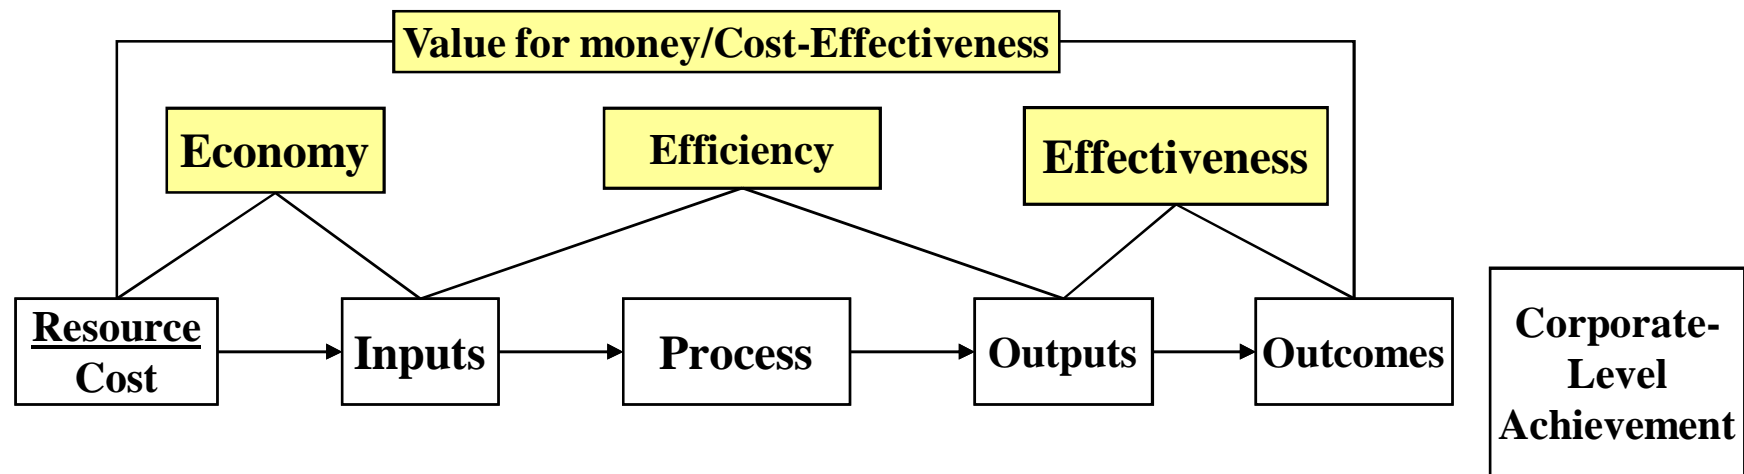 Value for money/Cost-Effectiveness
Economy
Efficiency
Effectiveness
Resource
Cost
Inputs
Process
Outputs
Outcomes
Corporate-
Level
Achievement